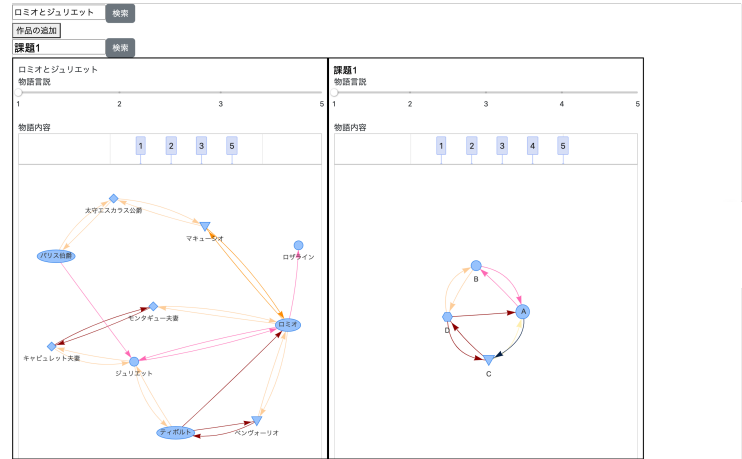 ロミオとジュリエット 検索
作品の追加
課題1 検索
ロミオとジュリエット
物語言説
1 2 3 5
物語内容
1 2 3 5
太守エスカラス公爵
マキューシオ
パリス伯爵
ロザライン
モンタギュー夫妻
ロミオ
キャピュレット夫妻
ジュリエット
ティボルト
ベンヴォーリオ
課題1
物語言説
1 2 3 4 5
物語内容
1 2 3 4 5
B
A
D
C